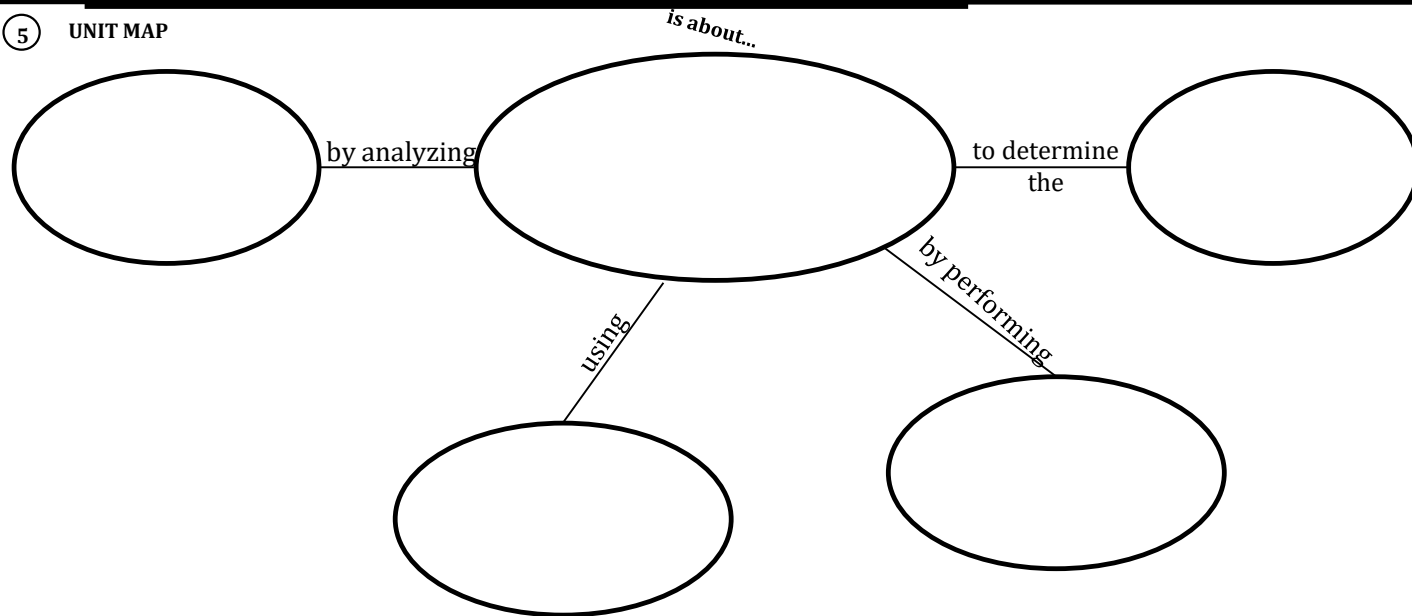 is about...
5 UNIT MAP
by analyzing
to determine
the
by performing
using